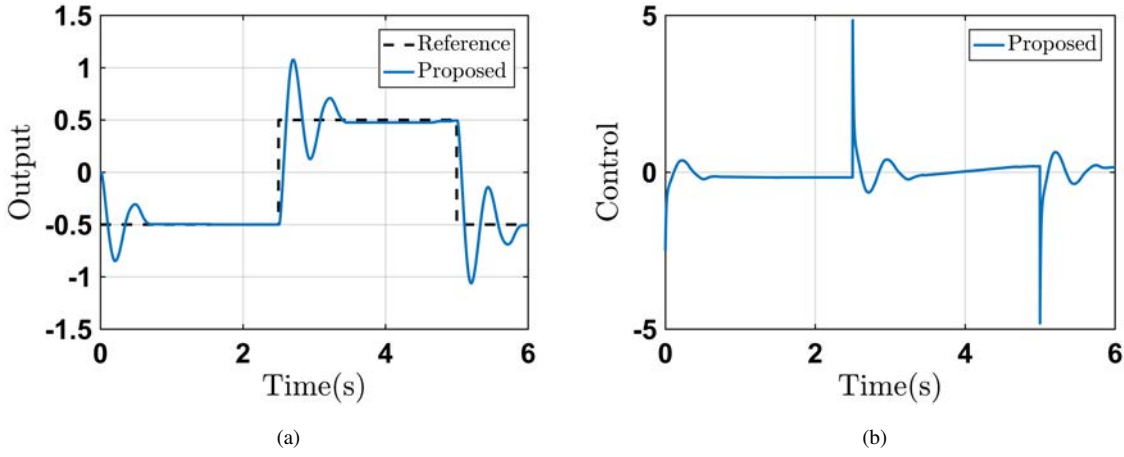 1.5
1
0.5
0
-0.5
-1
-1.5
0 2 4 6
Output
Time(s)
Reference
Proposed
(a)
5
0
-5
0 2 4 6
Control
Time(s)
Proposed
(b)